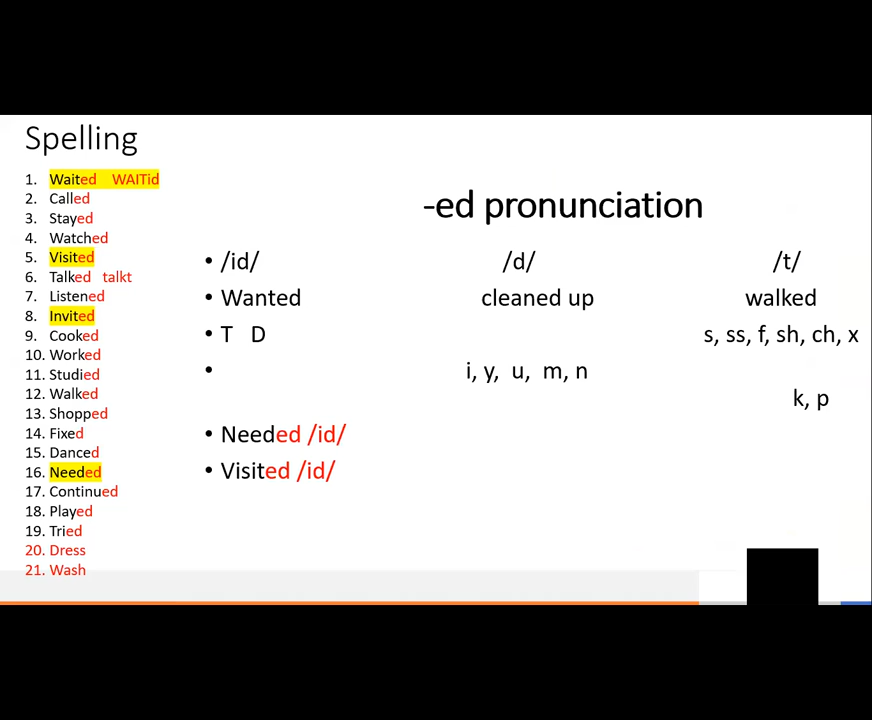 Spelling
1. Waited WAITid
2. Called
3. Stayed
4. Watched
5. Visited
6. Talked talkt
7. Listened
8. Invited
9. Cooked
10. Worked
11. Studied
12. Walked
13. Shopped
14. Fixed
15. Danced
16. Needed
17. Continued
18. Played
19. Tried
20. Dress
21. Wash
-ed pronunciation
• /id/ /d/ /t/
• Wanted cleaned up walked
• T D s, ss, f, sh, ch, x
• i, y, u, m, n
k, p
• Needed /id/
• Visited /id/